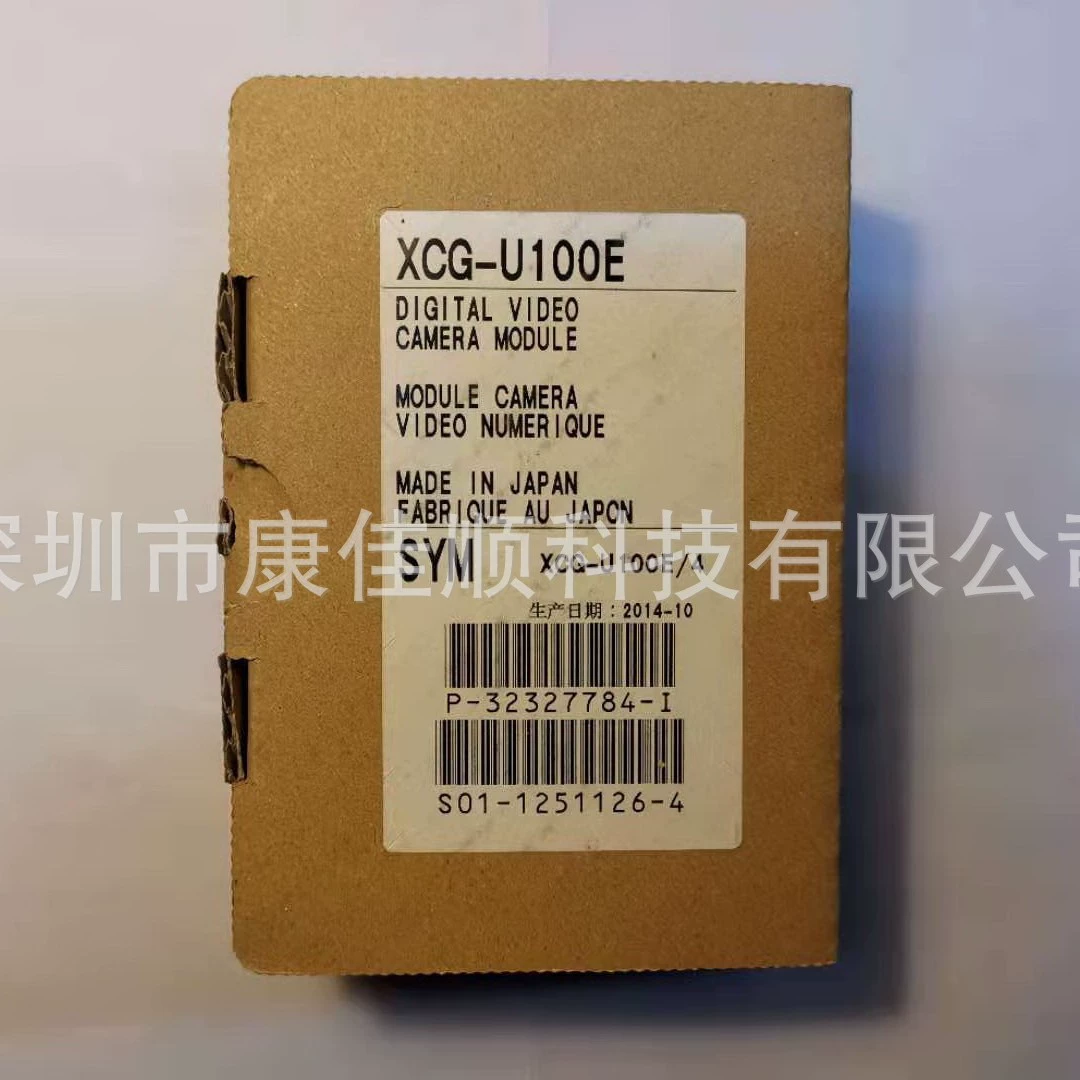 XCG-U100E
DIGITAL VIDEO
CAMERA MODULE
MODULE CAMERA
VIDEO NUMERIQUE
MADE IN JAPAN
FABRIQUE AU JAPON
深圳市康佳顺科技有限公司
SYM XCG-U100E/4
生产日期：2014-10
P-32327784-I
S01-1251126-4